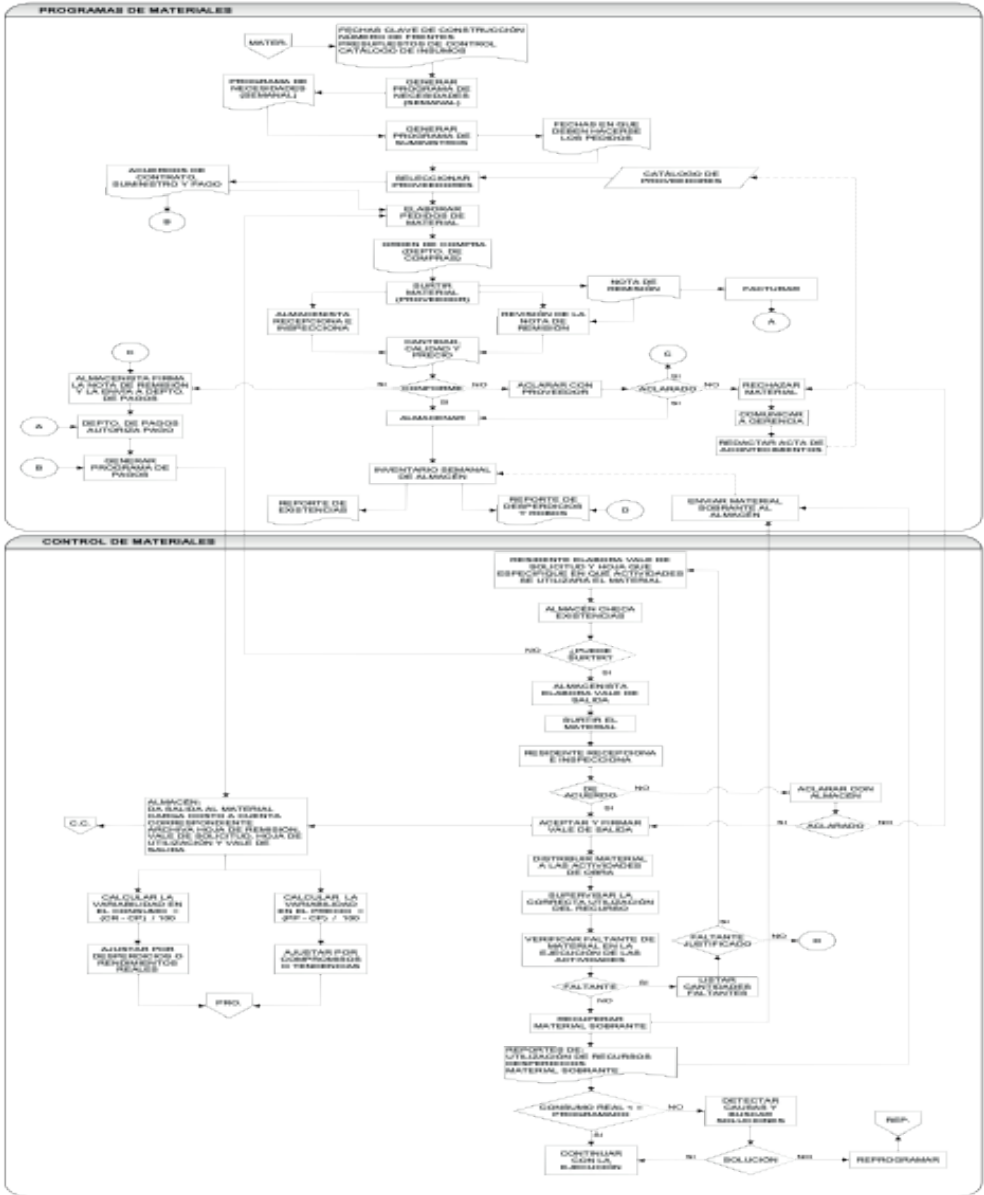 PROGRAMAS DE MATERIALES
MATER.
FECHAS CLAVE DE CONSTRUCCIÓN
NÚMERO DE FRENTES
PRESUPUESTOS DE CONTROL
CATÁLOGO DE INSUMOS
PROGRAMA DE
NECESIDADES
(SEMANAL)
GENERAR
PROGRAMA DE
NECESIDADES
(SEMANAL)
GENERAR
PROGRAMA DE
SUMINISTROS
FECHAS EN QUE
DEBEN HACERSE
LOS PEDIDOS
ACUERDOS DE
CONTRATO,
SUMINISTRO Y PAGO
SELECCIONAR
PROVEEDORES
CATÁLOGO DE
PROVEEDORES
ELABORAR
PEDIDOS DE
MATERIAL
ORDEN DE COMPRA
(DEPTO. DE
COMPRAS)
SURTIR
MATERIAL
(PROVEEDOR)
NOTA DE
REMISIÓN
FACTURAR
A
ALMACENISTA
RECEPCIONA E
INSPECCIONA
REVISIÓN DE LA
NOTA DE
REMISIÓN
CANTIDAD,
CALIDAD Y
PRECIO
C
ALMACENISTA FIRMA
LA NOTA DE REMISIÓN
Y LA ENVÍA A DEPTO.
DE PAGOS
SI
CONFORME
NO
ACLARAR CON
PROVEEDOR
SI
ACLARADO
NO
RECHAZAR
MATERIAL
SI
SI
ALMACENAR
COMUNICAR
A GERENCIA
A
DEPTO. DE PAGOS
AUTORIZA PAGO
REDACTAR ACTA DE
ACONTECIMIENTOS
B
GENERAR
PROGRAMA DE
PAGOS
INVENTARIO SEMANAL
DE ALMACÉN
REPORTE DE
EXISTENCIAS
REPORTE DE
DESPERDICIOS
Y ROBOS
D
ENVIAR MATERIAL
SOBRANTE AL
ALMACÉN
CONTROL DE MATERIALES
RESIDENTE ELABORA VALE DE
SOLICITUD Y HOJA QUE
ESPECIFIQUE EN QUÉ ACTIVIDADES
SE UTILIZARÁ EL MATERIAL
ALMACÉN CHECA
EXISTENCIAS
NO
¿PUEDE
SURTIR?
SI
ALMACENISTA
ELABORA VALE DE
SALIDA
SURTIR EL
MATERIAL
RESIDENTE RECEPCIONA
E INSPECCIONA
DE
ACUERDO
NO
ACLARAR CON
ALMACÉN
SI
C.C.
ALMACÉN:
DA SALIDA AL MATERIAL
CARGA COSTO A CUENTA
CORRESPONDIENTE
ARCHIVA HOJA DE REMISIÓN,
VALE DE SOLICITUD, HOJA DE
UTILIZACIÓN Y VALE DE
SALIDA
ACEPTAR Y FIRMAR
VALE DE SALIDA
SI
ACLARADO
NO
DISTRIBUIR MATERIAL
A LAS ACTIVIDADES
DE OBRA
CALCULAR LA
VARIABILIDAD EN
EL CONSUMO =
(CR - CP) / 100
CALCULAR LA
VARIABILIDAD
EN EL PRECIO =
SUPERVISAR LA
CORRECTA UTILIZACIÓN
DEL RECURSO
SI
AJUSTAR POR
DESPERDICIOS O
RENDIMIENTOS
REALES
AJUSTAR POR
COMPROMISOS
O TENDENCIAS
VERIFICAR FALTANTE DE
MATERIAL EN LA
EJECUCIÓN DE LAS
ACTIVIDADES
FALTANTE
JUSTIFICADO
NO
FALTANTE
SI
LISTAR
CANTIDADES
FALTANTES
NO
PRO.
RECUPERAR
MATERIAL SOBRANTE
REPORTES DE:
UTILIZACIÓN DE RECURSOS
DESPERDICIOS
MATERIAL SOBRANTE
CONSUMO REAL
PROGRAMADO
NO
DETECTAR
CAUSAS Y
BUSCAR
SOLUCIONES
REP.
SI
CONTINUAR
CON LA
EJECUCIÓN
SI
SOLUCIÓN
NO
REPROGRAMAR